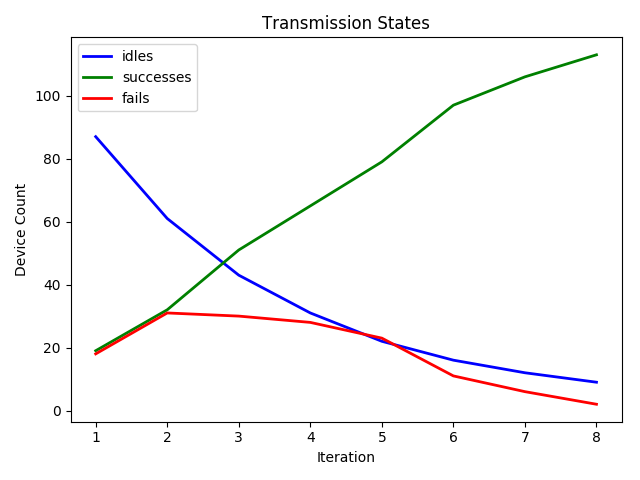 Transmission States
idles
successes
fails
100
80
60
40
20
0
Device Count
1 2 3 4 5 6 7 8
Iteration